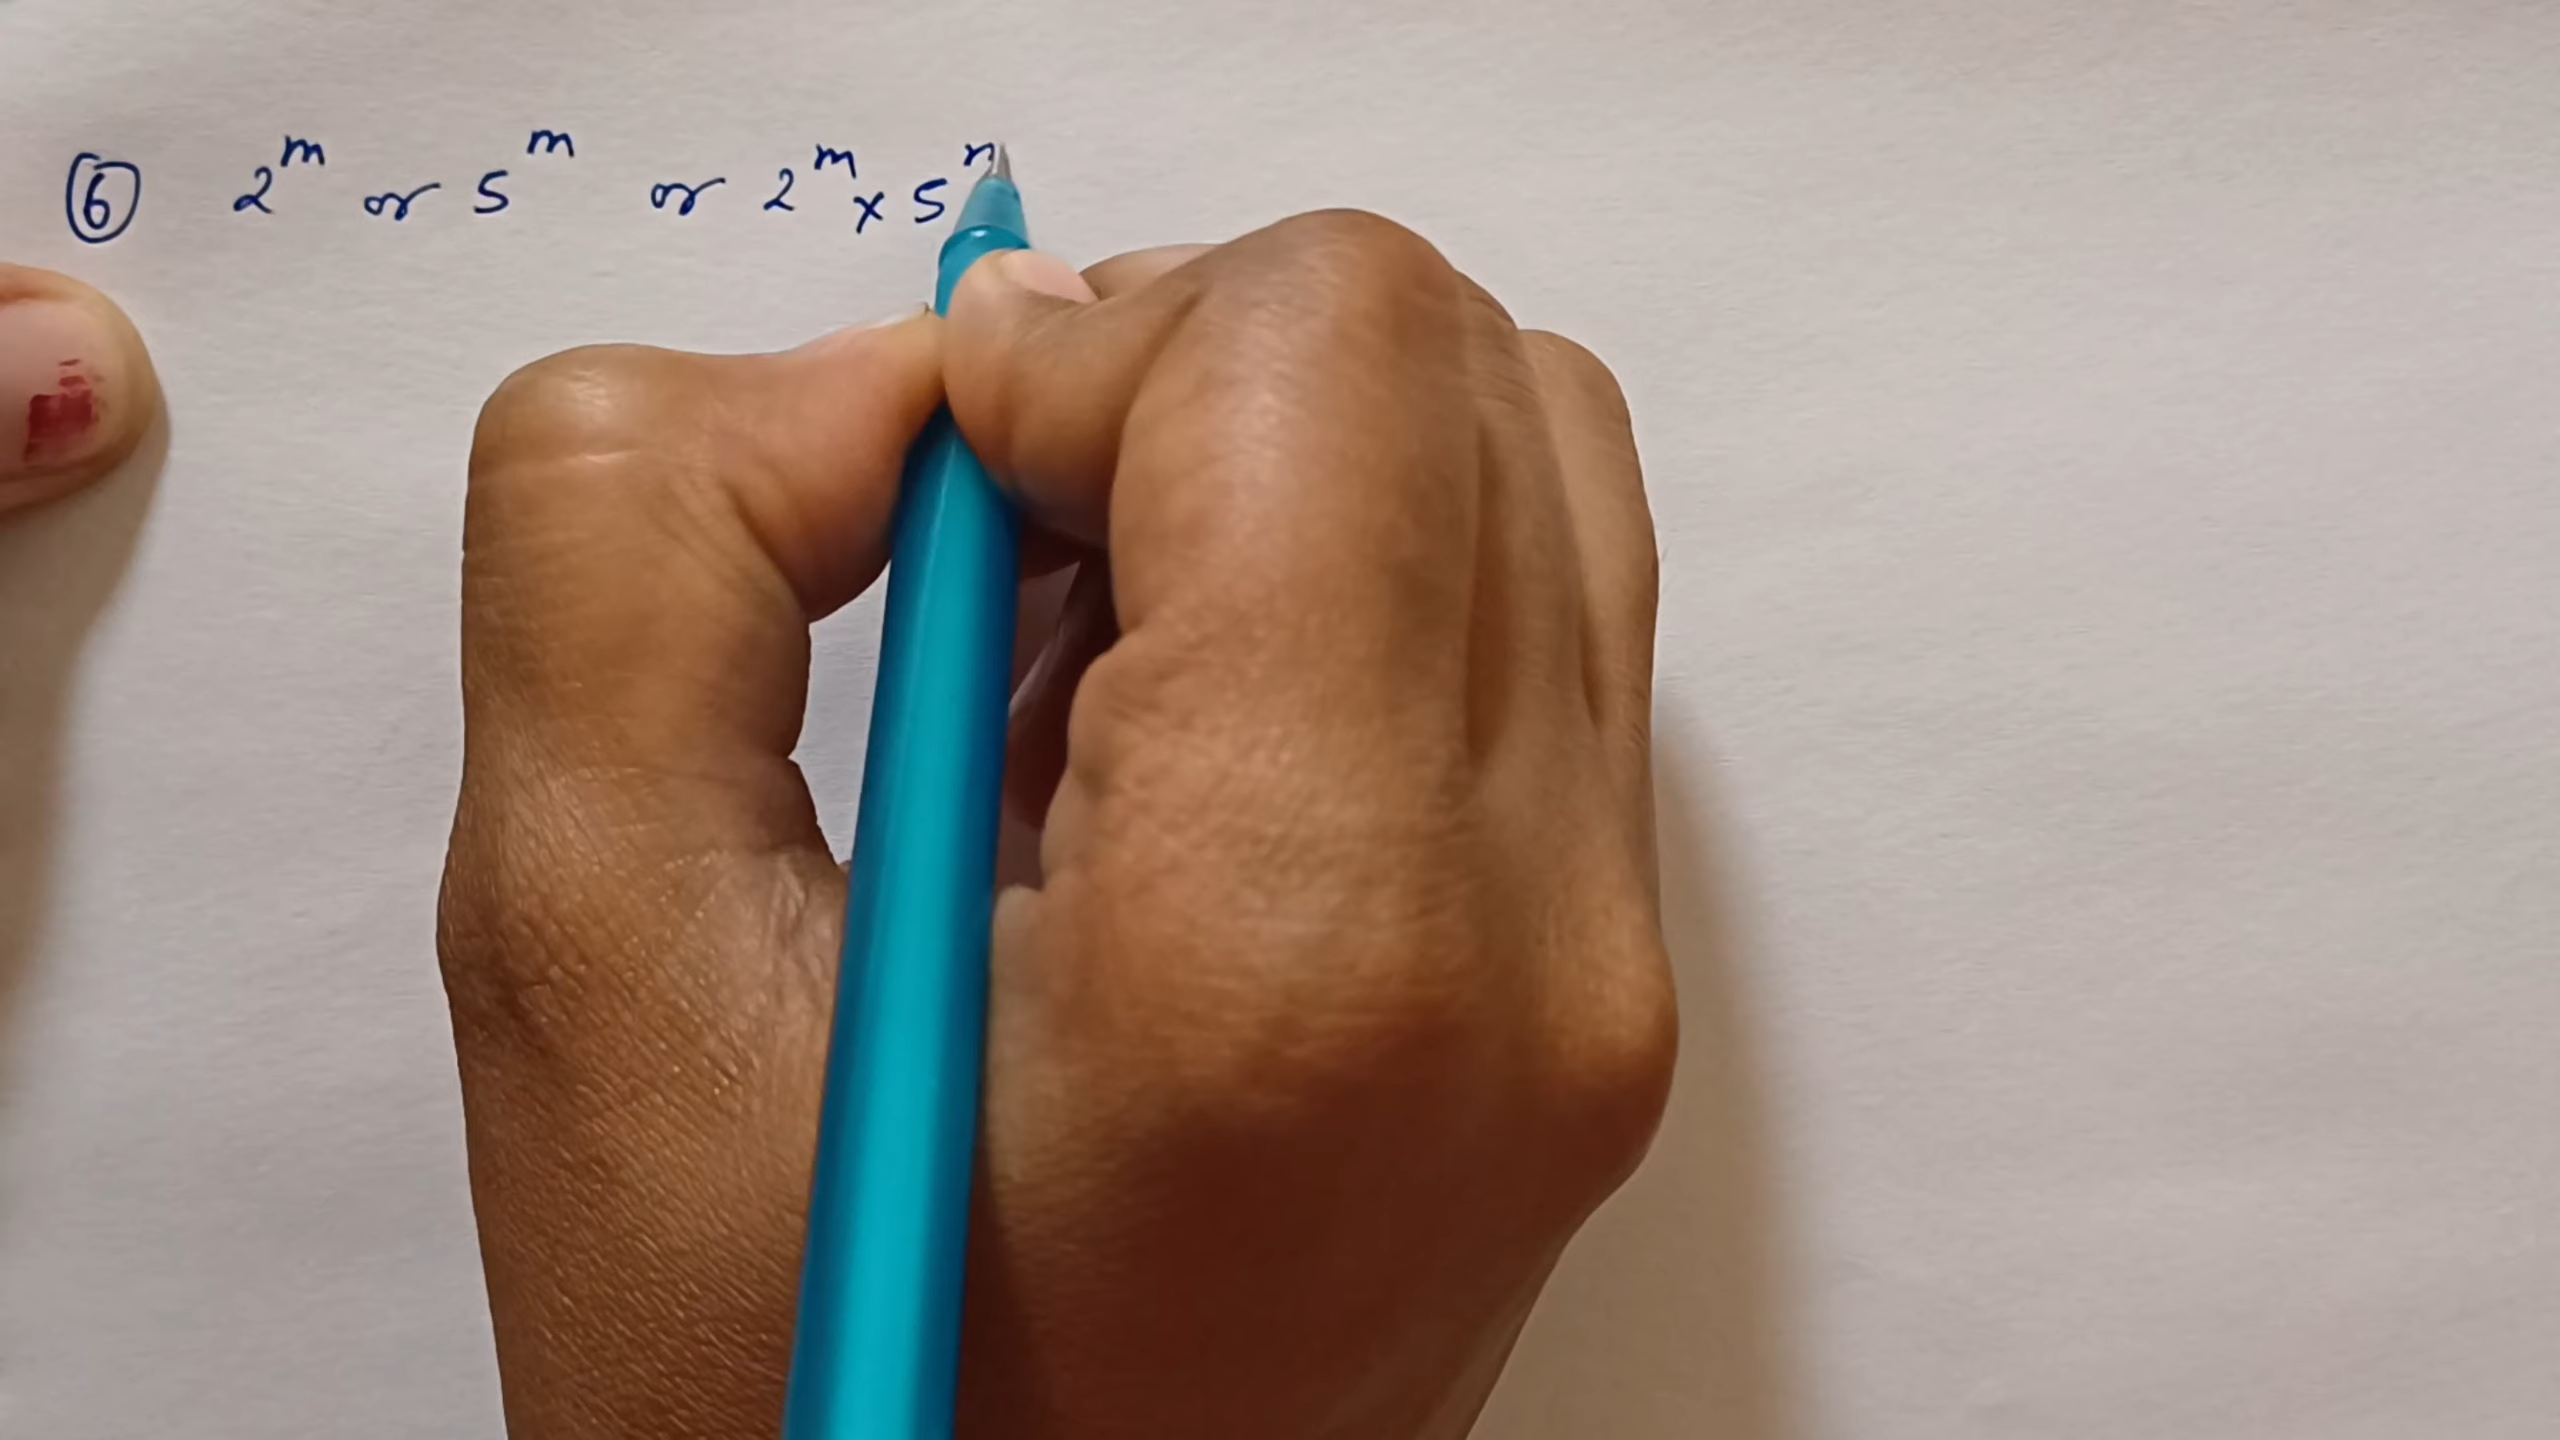 ⑥ 2^m or 5^m or 2^m × 5^n